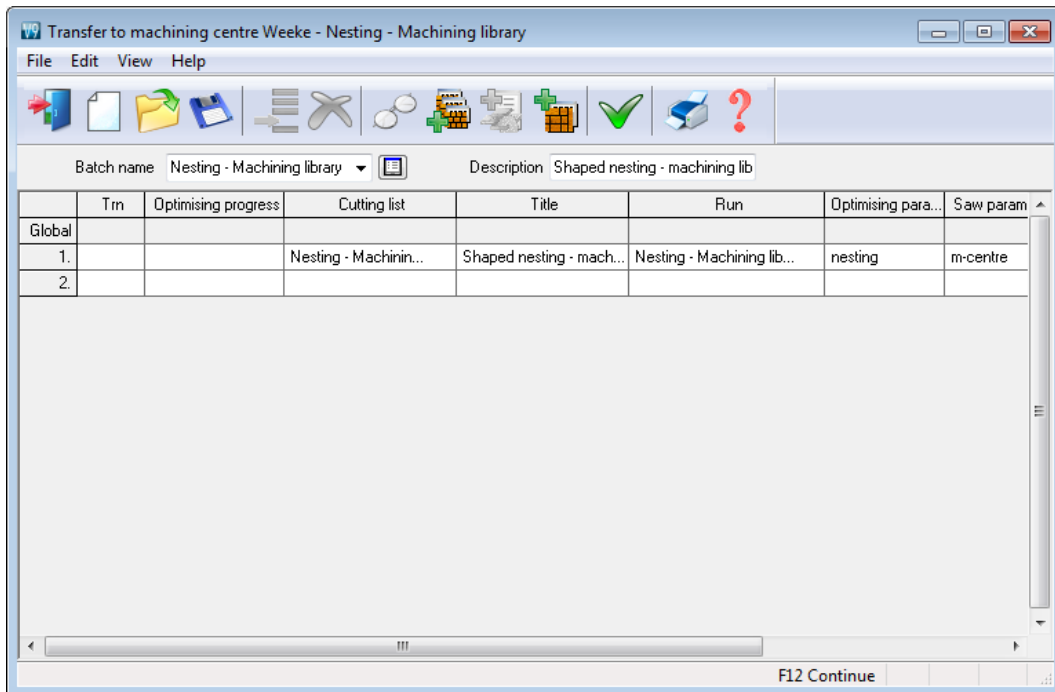 V9 Transfer to machining centre Weeke - Nesting - Machining library
File Edit View Help
Batch name Nesting - Machining library Description Shaped nesting - machining lib
Trn Optimising progress Cutting list Title Run Optimising para... Saw param
Global
1. Nesting - Machinin... Shaped nesting - mach... Nesting - Machining lib... nesting m-centre
2.
F12 Continue